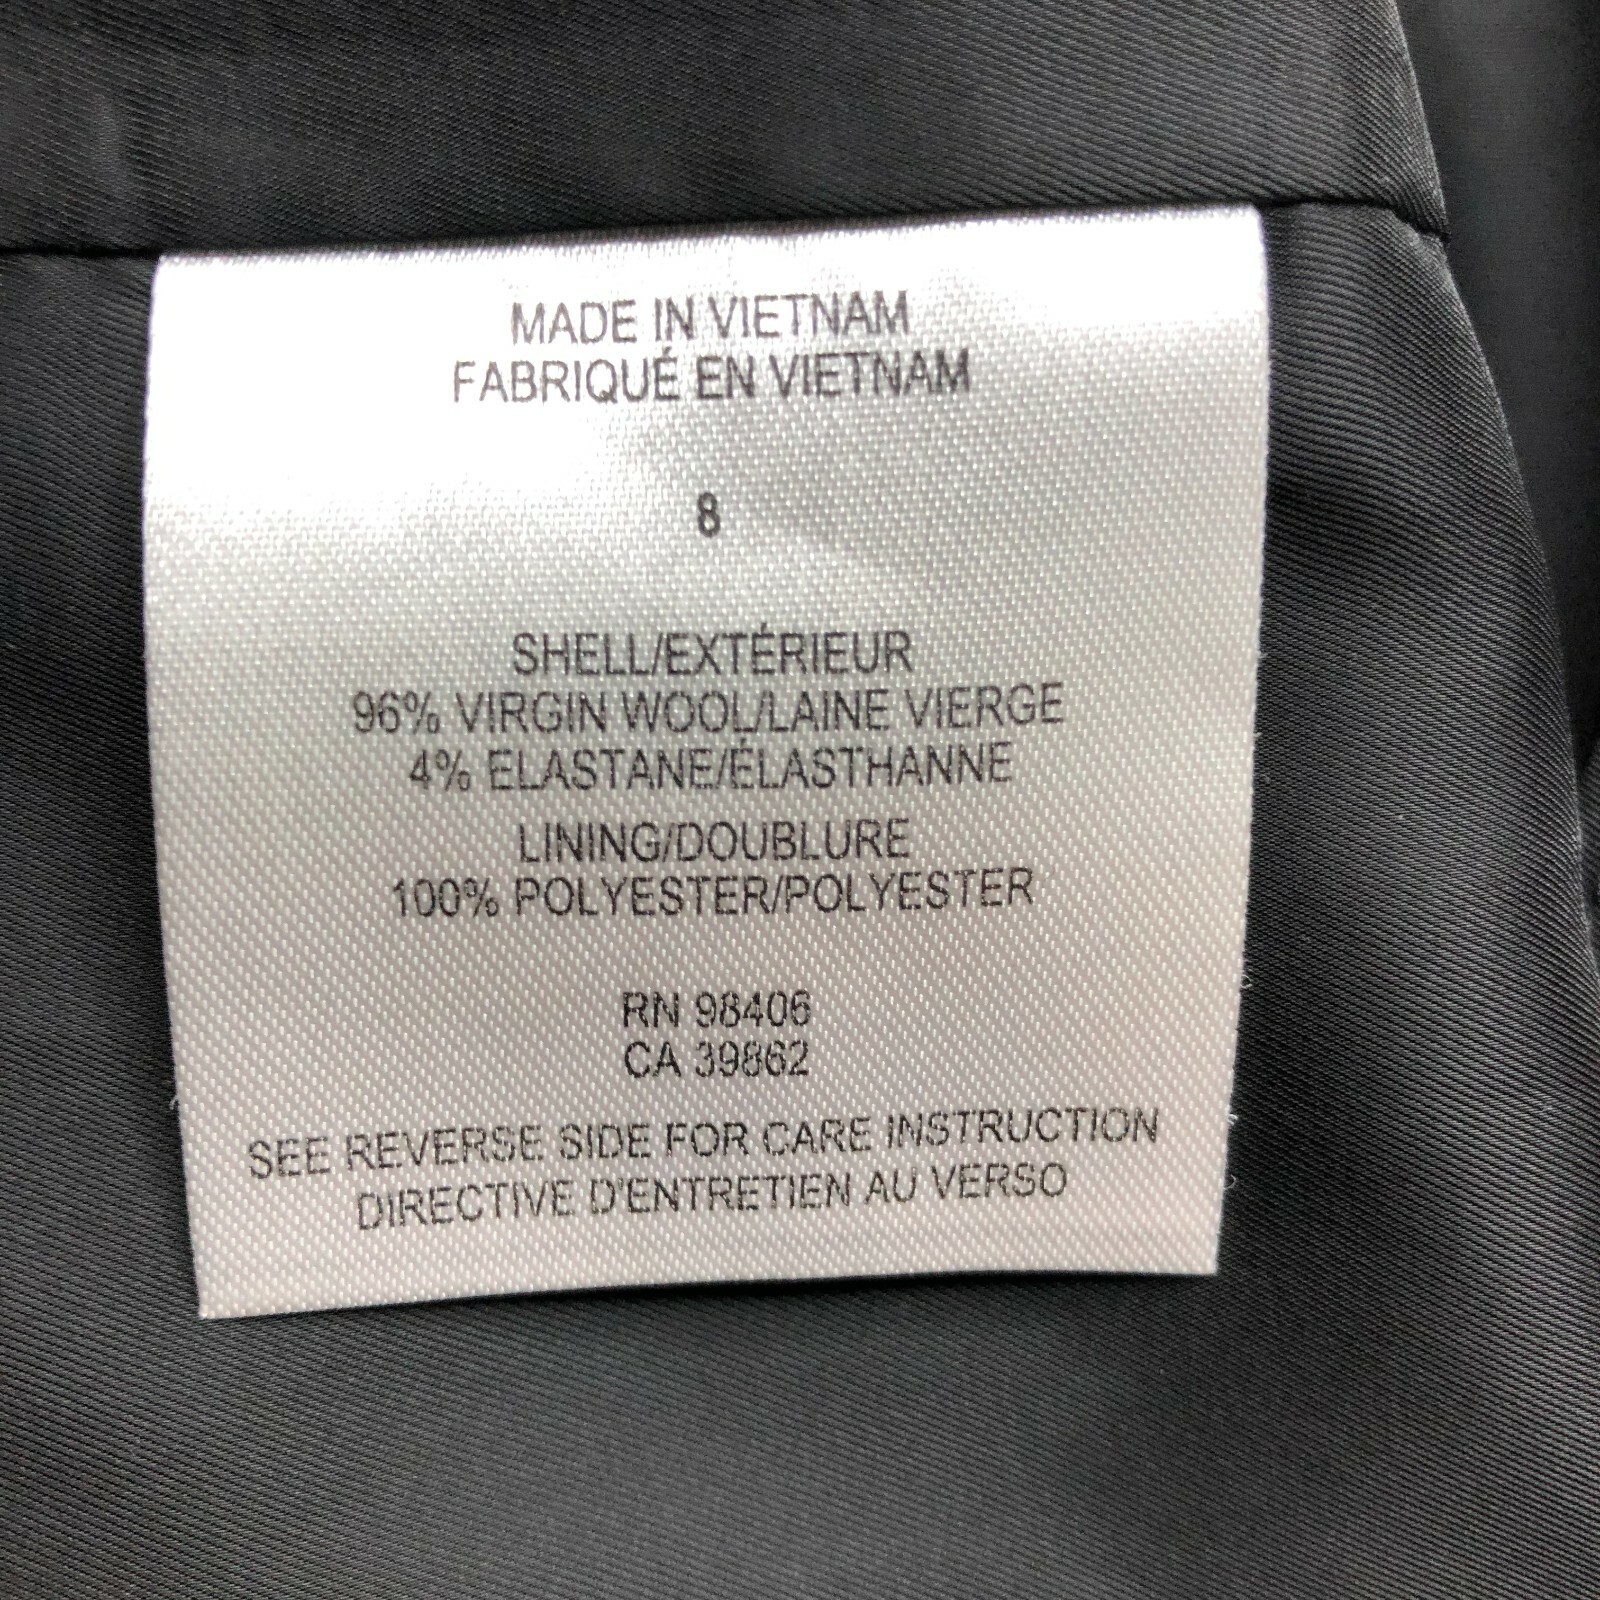 MADE IN VIETNAM
FABRIQUÉ EN VIETNAM
8
SHELL/EXTÉRIEUR
96% VIRGIN WOOL/LAINE VIERGE
4% ELASTANE/ÉLASTHANNE
LINING/DOUBLURE
100% POLYESTER/POLYESTER
RN 98406
CA 39862
SEE REVERSE SIDE FOR CARE INSTRUCTION
DIRECTIVE D'ENTRETIEN AU VERSO